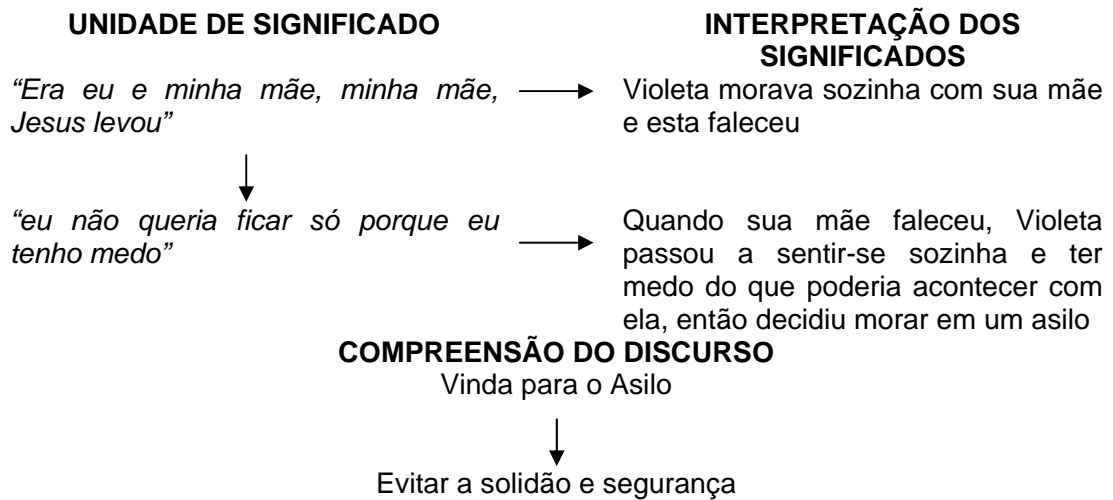 UNIDADE DE SIGNIFICADO
INTERPRETAÇÃO DOS
SIGNIFICADOS
“Era eu e minha mãe, minha mãe,
Jesus levou”
Violeta morava sozinha com sua mãe
e esta faleceu
“eu não queria ficar só porque eu
tenho medo”
Quando sua mãe faleceu, Violeta
passou a sentir-se sozinha e ter
medo do que poderia acontecer com
ela, então decidiu morar em um asilo
COMPREENSÃO DO DISCURSO
Vinda para o Asilo
Evitar a solidão e segurança